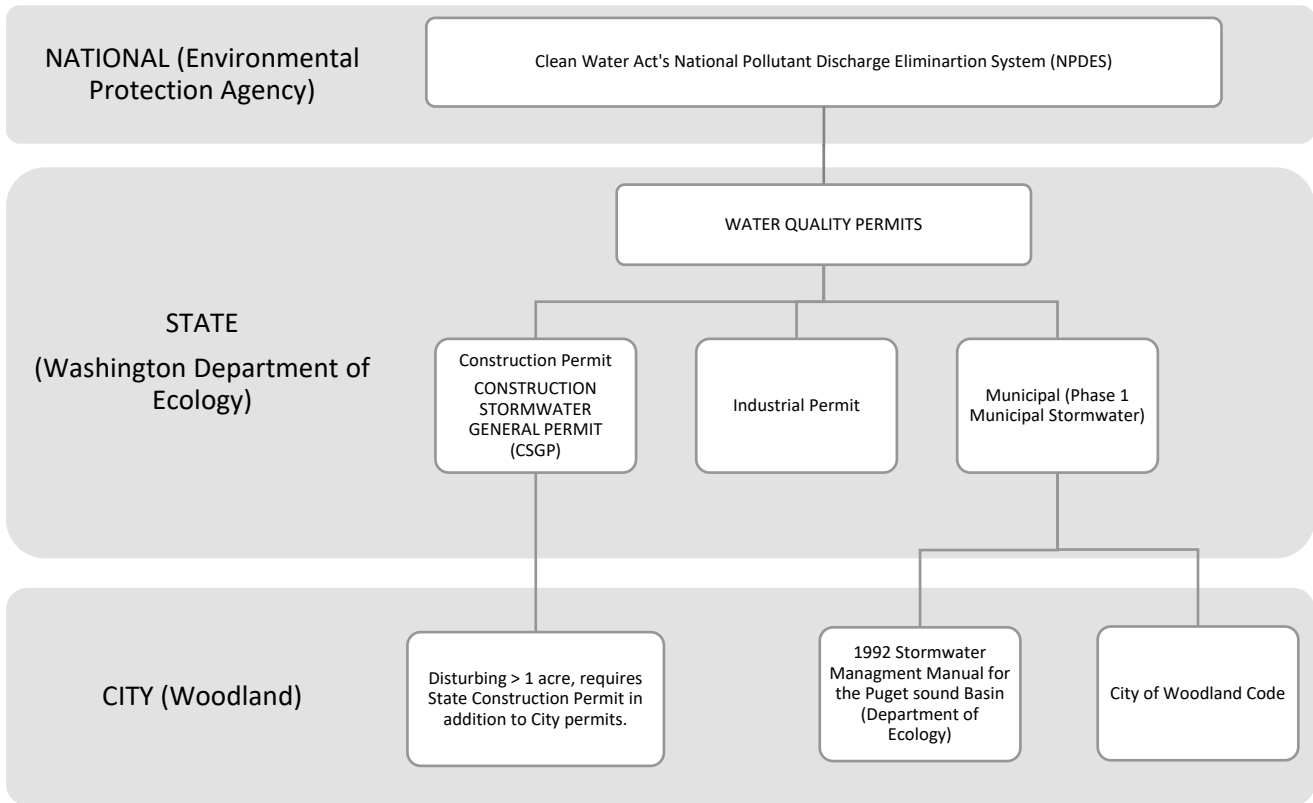 NATIONAL (Environmental
Protection Agency)
Clean Water Act's National Pollutant Discharge Eliminartion System (NPDES)
STATE
(Washington Department of
Ecology)
WATER QUALITY PERMITS
Construction Permit
CONSTRUCTION
STORMWATER
GENERAL PERMIT
(CSGP)
Industrial Permit
Municipal (Phase 1
Municipal Stormwater)
CITY (Woodland)
Disturbing > 1 acre, requires
State Construction Permit in
addition to City permits.
1992 Stormwater
Managment Manual for
the Puget sound Basin
(Department of
Ecology)
City of Woodland Code